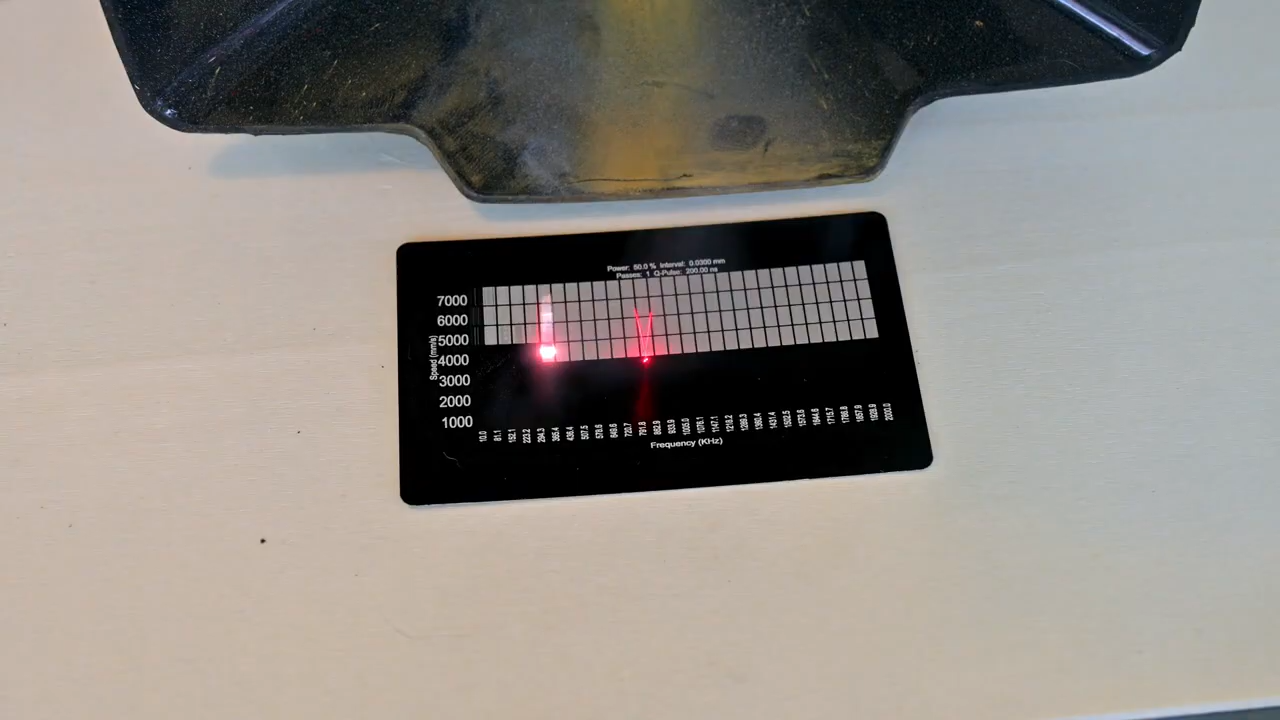 Power: 50.0 % Interval: 0.0300 mm
Passes: 1 Q-Pulse: 200.00 ns
7000
6000
5000
4000
3000
2000
1000
Speed (mm/s)
10.0 81.1 152.1 223.2 294.3 365.4 436.4 507.5 578.6 649.6 720.7 791.8 862.9 933.9 1005.0 1076.1 1147.1 1218.2 1289.3 1360.4 1431.4 1502.5 1573.6 1644.6 1715.7 1786.8 1857.9 1928.9 2000.0
Frequency (KHz)